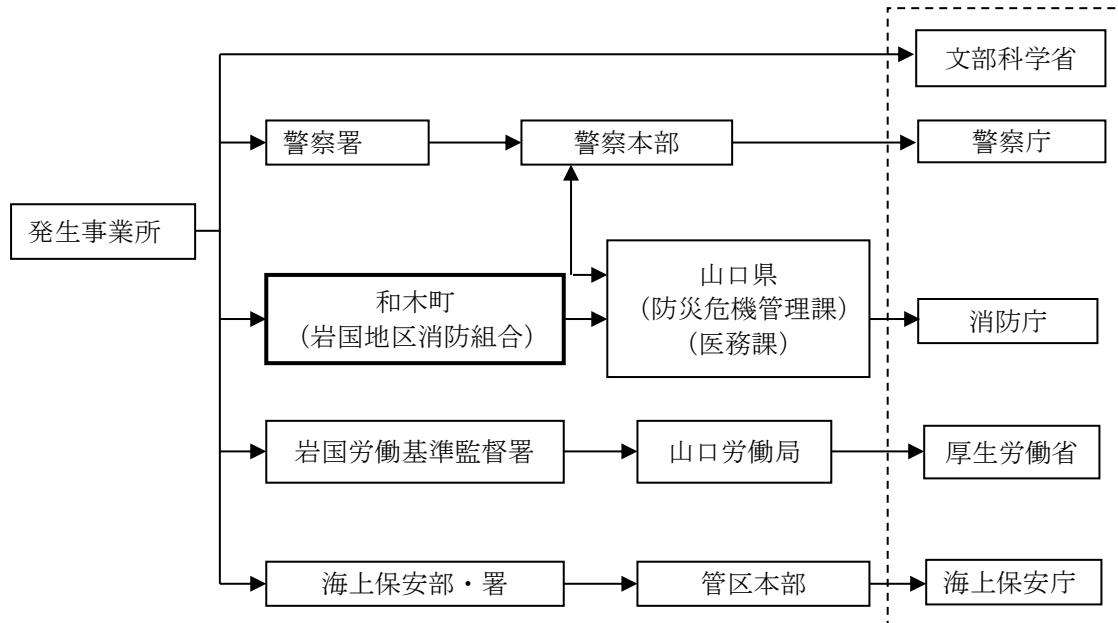 文部科学省
警察署
警察本部
警察庁
発生事業所
和木町
(岩国地区消防組合)
山口県
(防災危機管理課)
(医務課)
消防庁
岩国労働基準監督署
山口労働局
厚生労働省
海上保安部・署
管区本部
海上保安庁